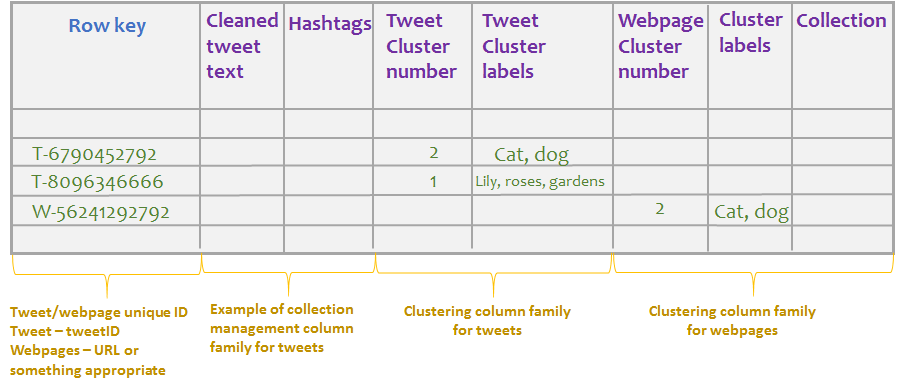 Row key
Cleaned
tweet
text
Hashtags
Tweet
Cluster
number
Tweet
Cluster
labels
Webpage
Cluster
number
Cluster
labels
Collection
T-6790452792
2
Cat, dog
T-8096346666
1
Lily, roses, gardens
W-56241292792
2
Cat, dog
Tweet/webpage unique ID
Tweet – tweetID
Webpages – URL or
something appropriate
Example of collection
management column
family for tweets
Clustering column family
for tweets
Clustering column family
for webpages